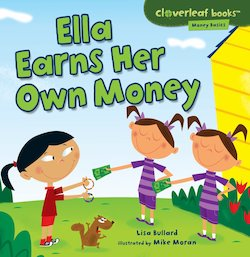 Cloverleaf books™
Money Basics
Ella
Earns Her
Own Money
Lisa Bullard
illustrated by Mike Moran